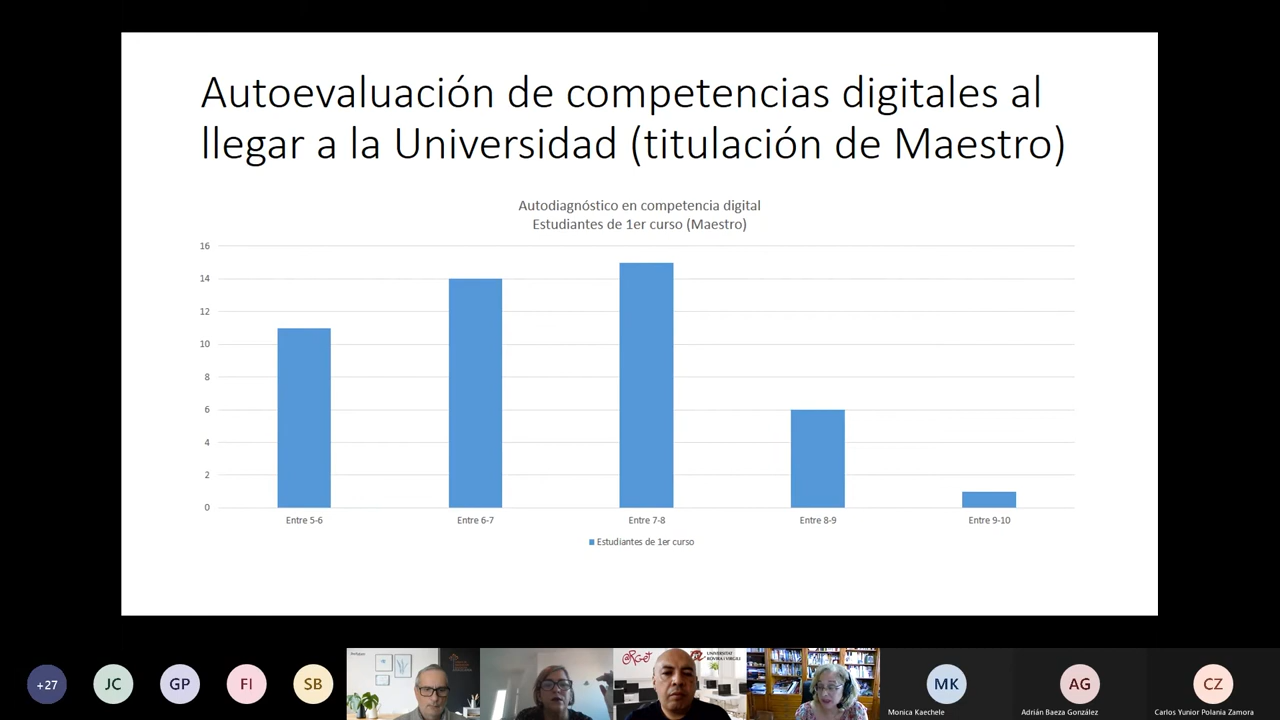 Autoevaluación de competencias digitales al
llegar a la Universidad (titulación de Maestro)
Autodiagnóstico en competencia digital
Estudiantes de 1er curso (Maestro)
16
14
12
10
8
6
4
2
0
Entre 5-6
Entre 6-7
Entre 7-8
Entre 8-9
Entre 9-10
Estudiantes de 1er curso
+27
JC
GP
FI
SB
UNIVERSITAT
ROVIRA i VIRGILI
MK
Monica Kaechele
AG
Adrián Baeza González
CZ
Carlos Yunior Polania Zamora